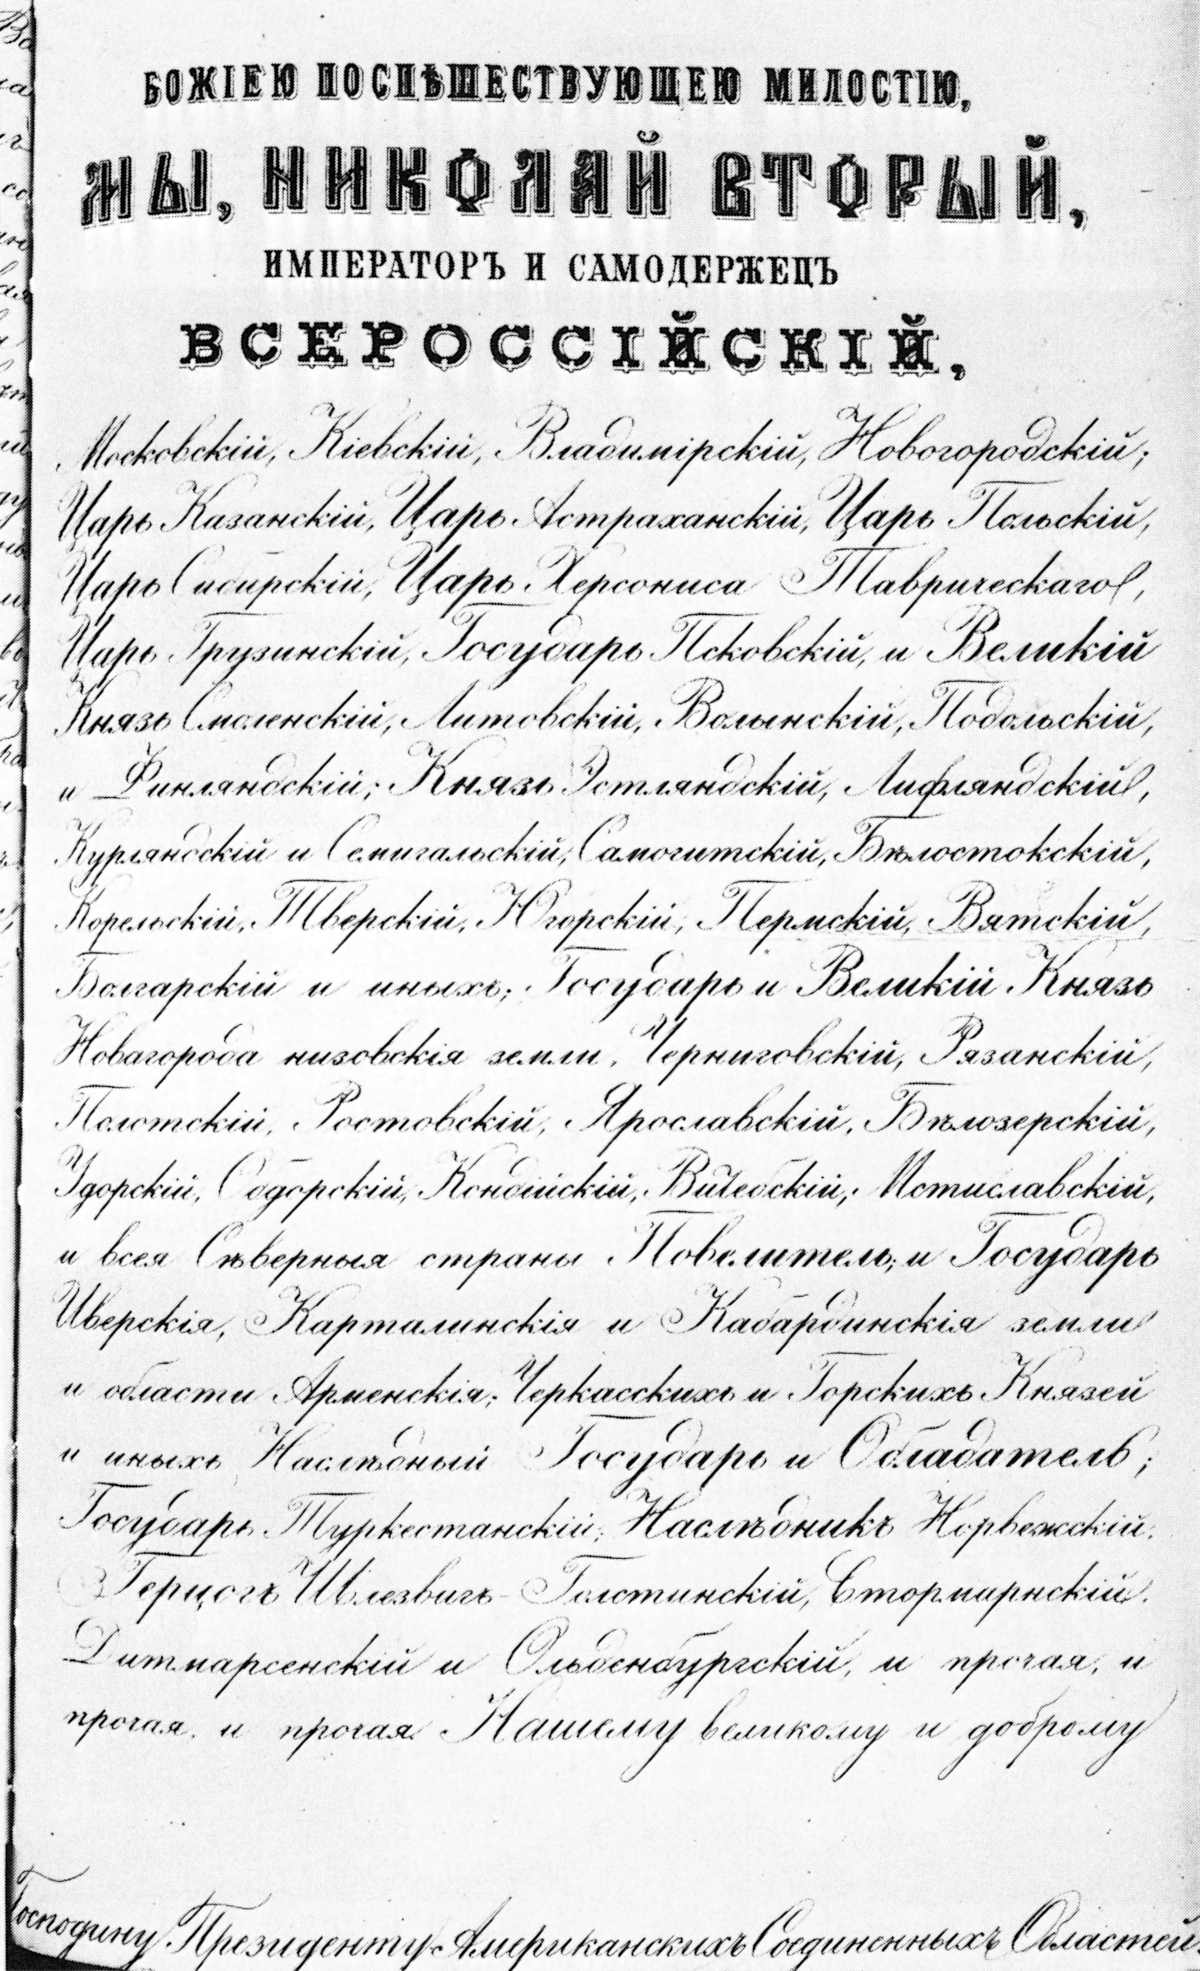 БОЖІЕЮ ПОСПѢШЕСТВУЮЩЕЮ МИЛОСТІЮ,
МЫ, НИКОЛАЙ ВТОРЫЙ,
ИМПЕРАТОРЪ И САМОДЕРЖЕЦЪ
ВСЕРОССІЙСКІЙ,
Московскій, Кіевскій, Владимірскій, Новогородскій;
Царь Казанскій, Царь Астраханскій, Царь Польскій,
Царь Сибирскій, Царь Херсониса Таврическаго,
Царь Грузинскій, Государь Псковскій, и Великій
Князь Смоленскій, Литовскій, Волынскій, Подольскій,
и Финляндскій; Князь Эстляндскій, Лифляндскій,
Курляндскій и Семигальскій, Самогитскій, Бѣлостокскій,
Корельскій, Тверскій, Югорскій, Пермскій, Вятскій,
Болгарскій и иныхъ; Государь и Великій Князь
Новагорода низовскія земли, Черниговскій, Рязанскій,
Полотскій, Ростовскій, Ярославскій, Бѣлозерскій,
Удорскій, Обдорскій, Кондійскій, Витебскій, Мстиславскій,
и всея Сѣверныя страны Повелитель; и Государь
Иверскія, Карталинскія и Кабардинскія земли
и области Арменскія; Черкасскихъ и Горскихъ Князей
и иныхъ Наслѣдный Государь и Обладатель;
Государь Туркестанскій; Наслѣдникъ Норвежскій,
Герцогъ Шлезвигъ-Голстинскій, Стормарнскій,
Дитмарсенскій и Ольденбургскій, и прочая, и
прочая, и прочая. Нашему великому и доброму
Господину Президенту Американскихъ Соединенныхъ Областей.